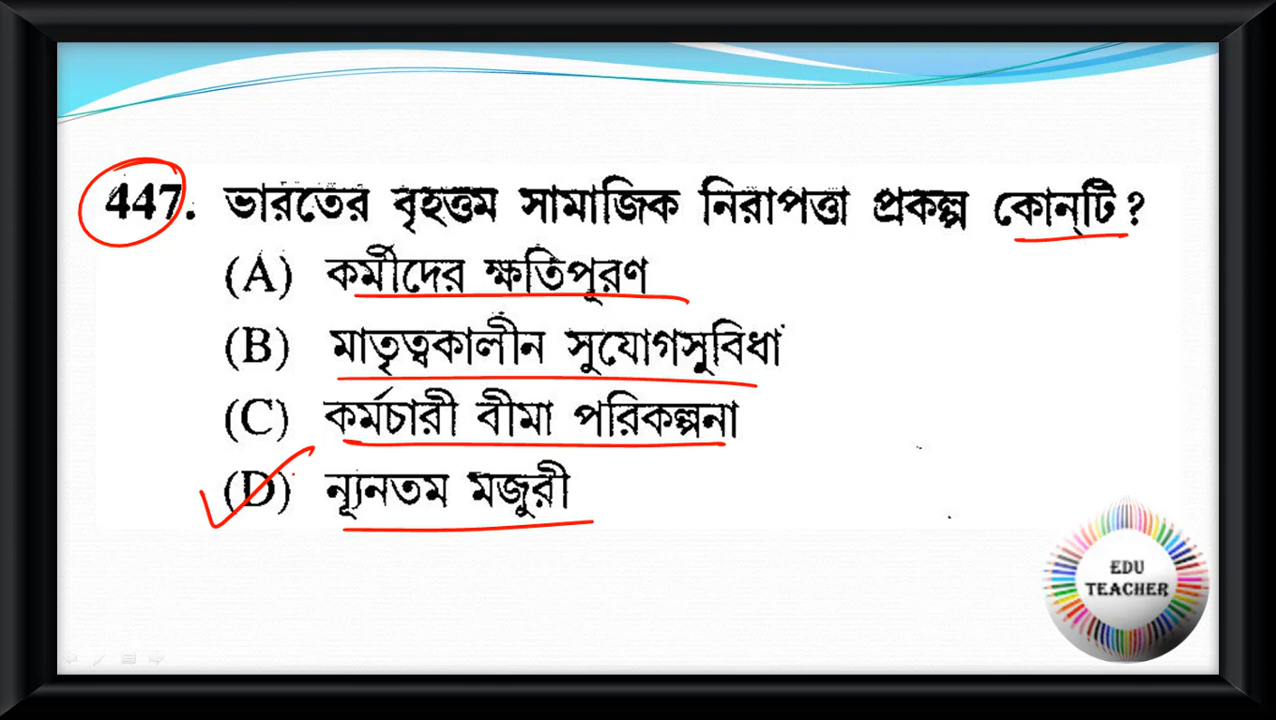 447. ভারতের বৃহত্তম সামাজিক নিরাপত্তা প্রকল্প কোন্‌টি ?
(A) কর্মীদের ক্ষতিপূরণ
(B) মাতৃত্বকালীন সুযোগসুবিধা
(C) কর্মচারী বীমা পরিকল্পনা
(D) ন্যূনতম মজুরী
EDU
TEACHER